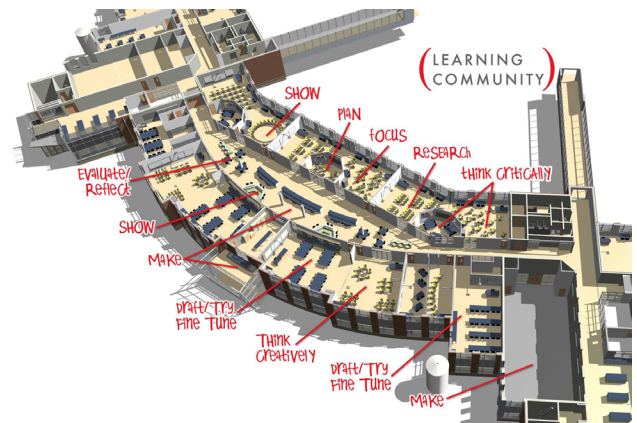 (LEARNING
COMMUNITY)
SHOW
PLAN
FOCUS
RESEARCH
THINK CRITICALLY
EVALUATE/
REFLECT
SHOW
MAKE
DRAFT/TRY
FINE TUNE
THINK
CREATIVELY
DRAFT/TRY
FINE TUNE
MAKE